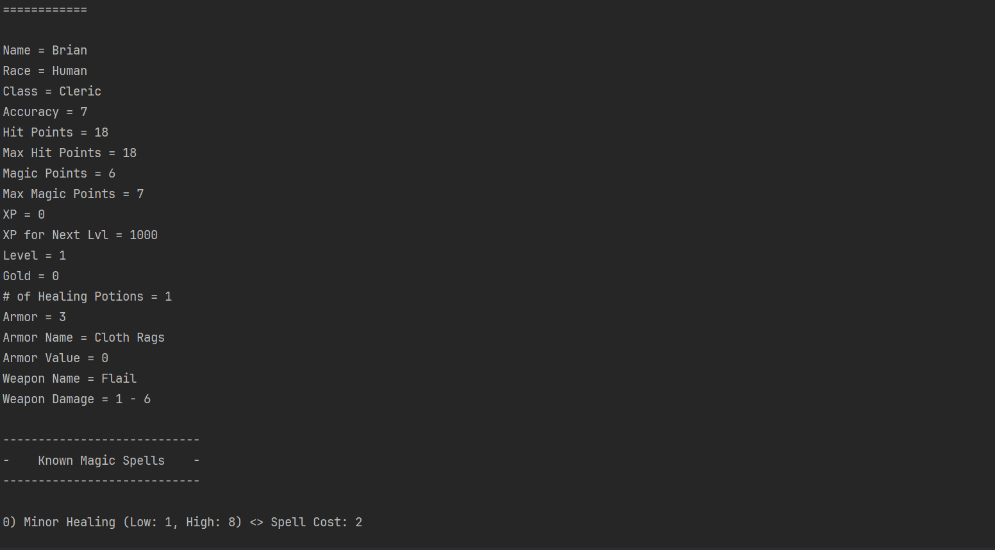 ============
Name = Brian
Race = Human
Class = Cleric
Accuracy = 7
Hit Points = 18
Max Hit Points = 18
Magic Points = 6
Max Magic Points = 7
XP = 0
XP for Next Lvl = 1000
Level = 1
Gold = 0
# of Healing Potions = 1
Armor = 3
Armor Name = Cloth Rags
Armor Value = 0
Weapon Name = Flail
Weapon Damage = 1 - 6
----------------------------
-    Known Magic Spells    -
----------------------------
0) Minor Healing (Low: 1, High: 8) <> Spell Cost: 2